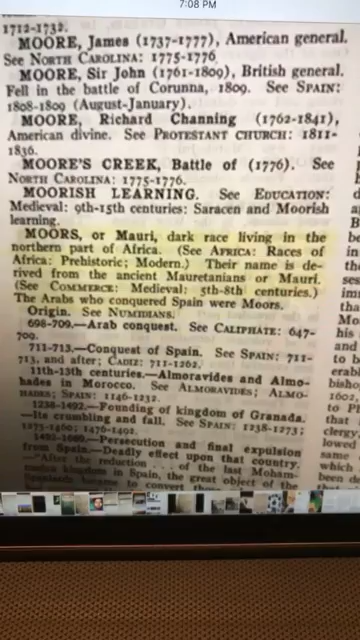 7:08 PM
1712-1732.
MOORE, James (1737-1777), American general.
See NORTH CAROLINA: 1775-1776
MOORE, Sir John (1761-1809), British general.
Fell in the battle of Corunna, 1809. See SPAIN:
1808-1809 (August-January).
MOORE, Richard Channing (1762-1841),
American divine. See PROTESTANT CHURCH: 1811-
1836.
MOORE'S CREEK, Battle of (1776). See
NORTH CAROLINA: 1775-1776.
MOORISH LEARNING. See EDUCATION:
Medieval: 9th-15th centuries: Saracen and Moorish
learning.
MOORS, or Mauri, dark race living in the
northern part of Africa. (See AFRICA: Races of
Africa: Prehistoric; Modern.) Their name is de-
rived from the ancient Mauretanians or Mauri.
(See COMMERCE: Medieval: 5th-8th centuries.)
The Arabs who conquered Spain were Moors.
Origin. See NUMIDIANS.
698-709.—Arab conquest. See CALIPHATE: 647-
709.
711-713.—Conquest of Spain. See SPAIN: 711-
713, and after; CADIZ: 711-1262.
11th-13th centuries.—Almoravides and Almo-
hades in Morocco. See ALMORAVIDES; ALMO-
HADES; SPAIN: 1146-1232.
1238-1492.—Founding of kingdom of Granada.
—Its crumbling and fall. See SPAIN: 1238-1273;
1476-1492.
1492-1609.—Persecution and final expulsion
from Spain.—Deadly effect upon that country.
—"After the reduction . . . of the last Moham-
kingdom in Spain, the great object of the
to convert